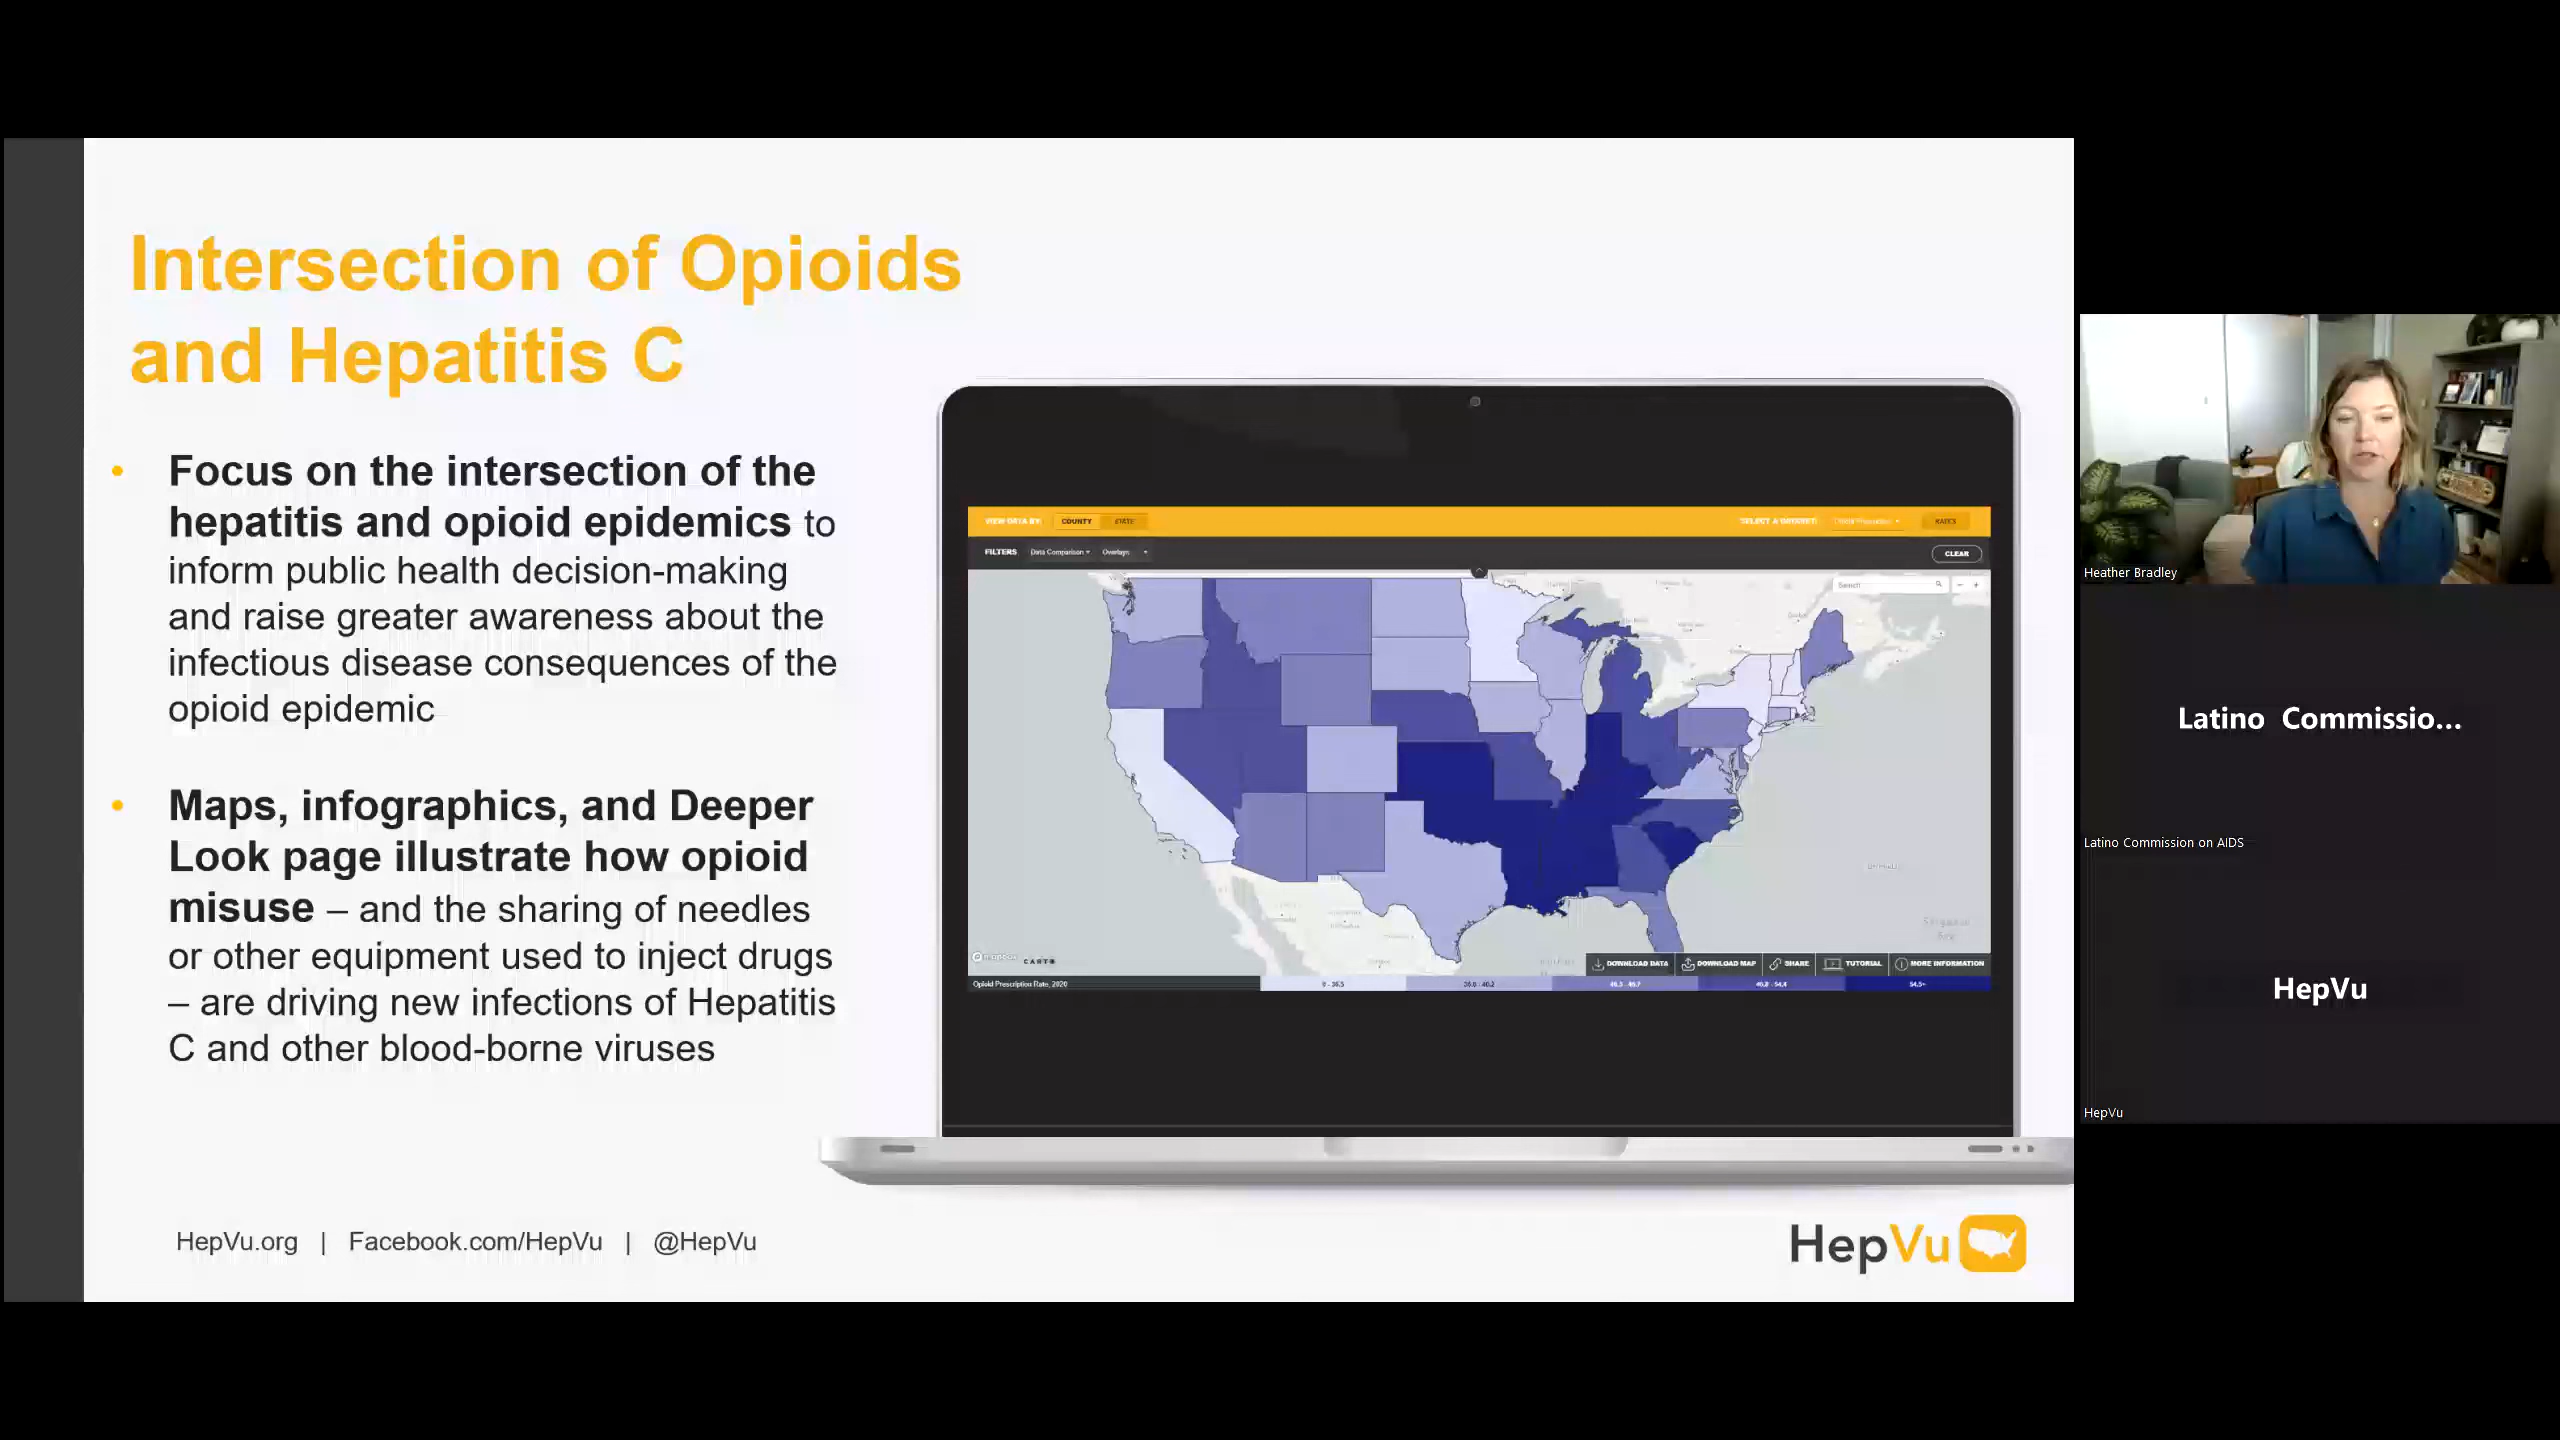 Intersection of Opioids
and Hepatitis C
• Focus on the intersection of the
hepatitis and opioid epidemics to
inform public health decision-making
and raise greater awareness about the
infectious disease consequences of the
opioid epidemic
• Maps, infographics, and Deeper
Look page illustrate how opioid
misuse – and the sharing of needles
or other equipment used to inject drugs
– are driving new infections of Hepatitis
C and other blood-borne viruses
VIEW DATA BY: COUNTY STATE
SELECT A DATASET: RATES
FILTERS Data Comparison Overlays
CLEAR
Search
mapbox CARTO
DOWNLOAD DATA DOWNLOAD MAP SHARE TUTORIAL MORE INFORMATION
Opioid Prescription Rate, 2020
54.5+
HepVu.org | Facebook.com/HepVu | @HepVu
HepVu
Heather Bradley
Latino Commissio...
Latino Commission on AIDS
HepVu
HepVu